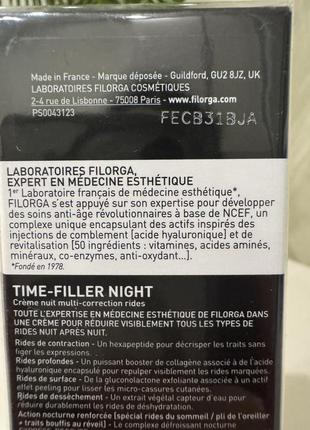 Made in France - Marque déposée - Guildford, GU2 8JZ, UK
LABORATOIRES FILORGA COSMÉTIQUES
2-4 rue de Lisbonne - 75008 Paris - www.filorga.com
PS0043123
FECB31BJA
LABORATOIRES FILORGA,
EXPERT EN MÉDECINE ESTHÉTIQUE
1er Laboratoire français de médecine esthétique*,
FILORGA s'est appuyé sur son expertise pour développer
des soins anti-âge révolutionnaires à base de NCEF, un
complexe unique encapsulant des actifs inspirés des
injections de comblement [acide hyaluronique] et de
revitalisation [50 ingrédients : vitamines, acides aminés,
minéraux, co-enzymes, anti-oxydant...].
*Fondé en 1978.
TIME-FILLER NIGHT
Crème nuit multi-correction rides
TOUTE L'EXPERTISE EN MÉDECINE ESTHÉTIQUE DE FILORGA DANS
UNE CRÈME POUR RÉDUIRE VISIBLEMENT TOUS LES TYPES DE
RIDES NUIT APRÈS NUIT.
Rides de contraction - Un hexapeptide pour décrisper les traits sans
figer les expressions.
Rides profondes - Un puissant booster de collagène associé à de l'acide
hyaluronique encapsulé pour repulper visiblement les rides marquées.
Rides de surface - De la gluconolactone exfoliante associée à un actif
effet peeling pour lisser les micro-cassures cutanées.
Rides de dessèchement - Un extrait végétal capteur d'eau pour
réduire durablement les rides de déshydratation.
Action nocturne renforcée [spécial rides du sommeil / pli de l'oreiller
+ traits bouffis au réveil] - Le complexe défroissant nocturne